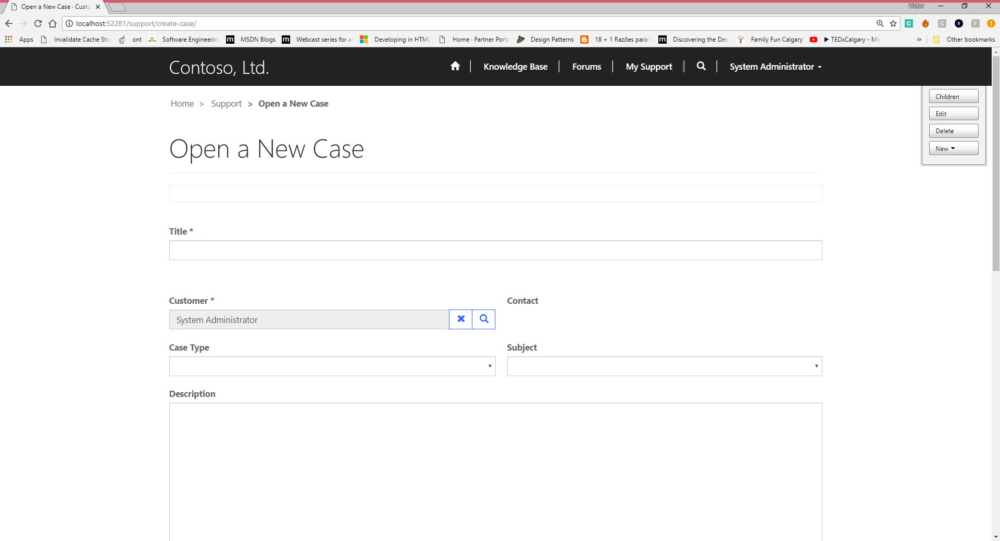 Open a New Case · Custo
Victor
localhost:52281/support/create-case/
Apps Invalidate Cache Stra ont Software Engineering MSDN Blogs Webcast series for as Developing in HTML Home · Partner Porta Design Patterns 18 + 1 Razões para s Discovering the Des Family Fun Calgary TEDxCalgary - Mic » Other bookmarks
Contoso, Ltd.
Knowledge Base Forums My Support System Administrator
Home > Support > Open a New Case
Children
Edit
Delete
New
Open a New Case
Title *
Customer * Contact
System Administrator
Case Type Subject
Description